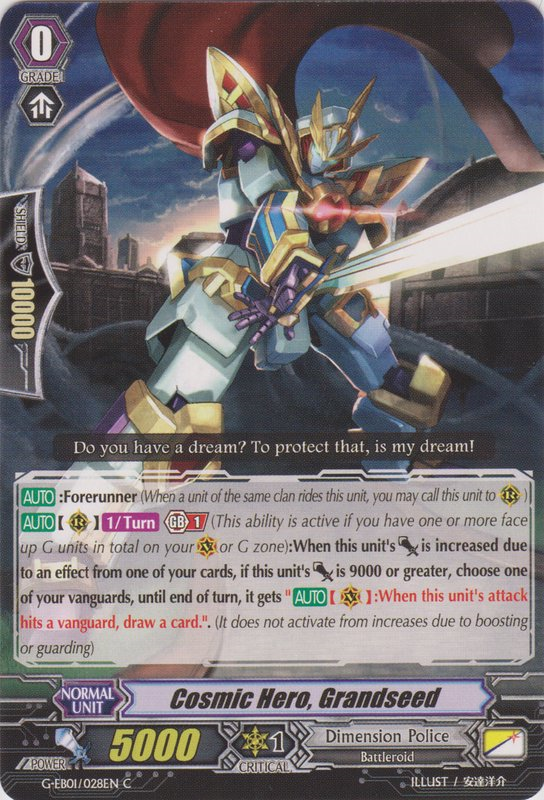 0
GRADE
SHIELD
10000
Do you have a dream? To protect that, is my dream!
AUTO :Forerunner (When a unit of the same clan rides this unit, you may call this unit to R )
AUTO【 R 】 1/Turn GB 1 (This ability is active if you have one or more face
up G units in total on your V or G zone):When this unit's is increased due
to an effect from one of your cards, if this unit's is 9000 or greater, choose one
of your vanguards, until end of turn, it gets "AUTO【 V 】:When this unit's attack
hits a vanguard, draw a card.". (It does not activate from increases due to boosting
or guarding)
NORMAL
UNIT
Cosmic Hero, Grandseed
POWER
5000
1
CRITICAL
Dimension Police
Battleroid
G-EB01/028EN C
ILLUST / 安達洋介